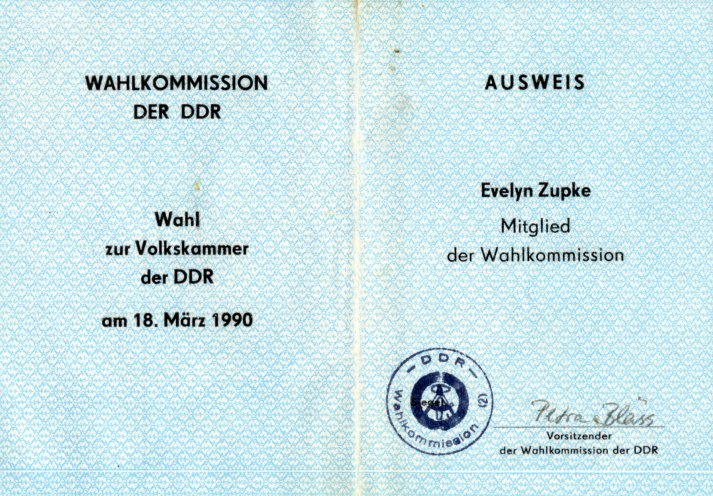 WAHLKOMMISSION
DER DDR
Wahl
zur Volkskammer
der DDR
am 18. März 1990
AUSWEIS
Evelyn Zupke
Mitglied
der Wahlkommission
DDR
Wahlkommission (2)
Siegel
Petra Bläss
Vorsitzender
der Wahlkommission der DDR